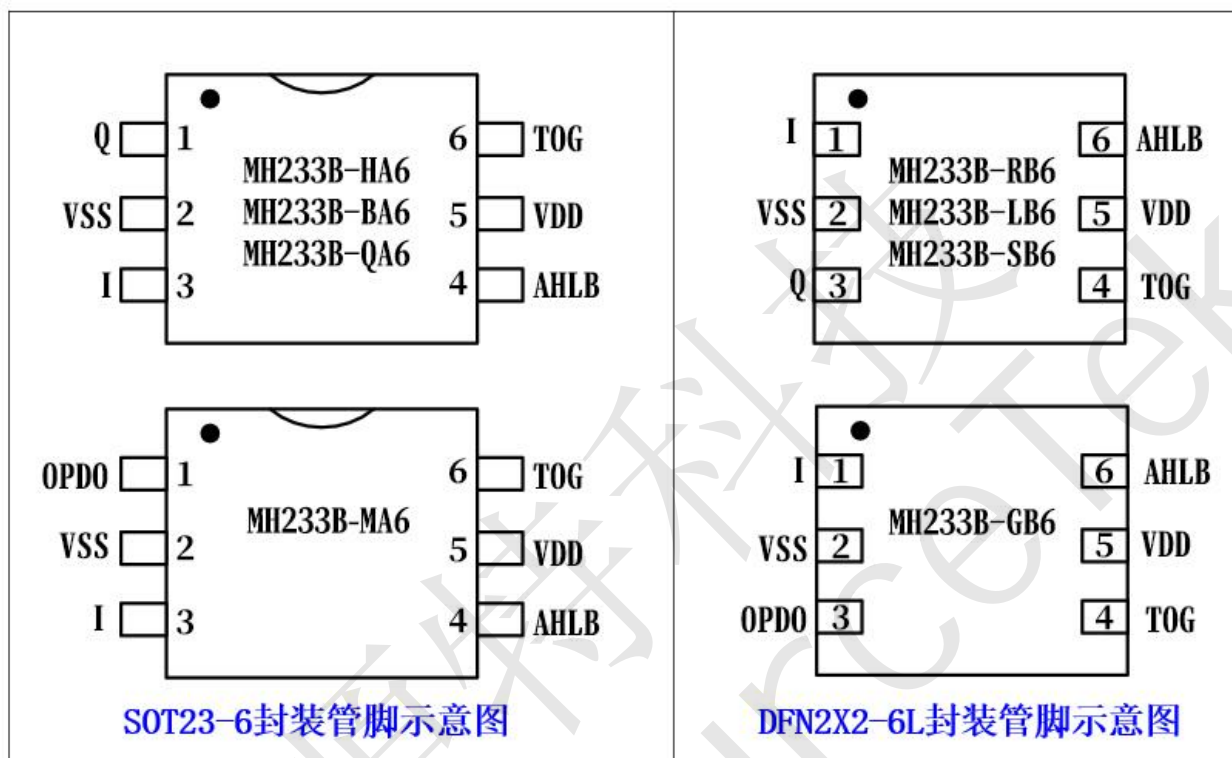 Q 1 6 TOG
MH233B-HA6
VSS 2 MH233B-BA6 5 VDD
MH233B-QA6
I 3 4 AHLB
OPDO 1 6 TOG
MH233B-MA6
VSS 2 5 VDD
I 3 4 AHLB
SOT23-6封装管脚示意图
I 1 6 AHLB
MH233B-RB6
VSS 2 MH233B-LB6 5 VDD
MH233B-SB6
Q 3 4 TOG
I 1 6 AHLB
MH233B-GB6
VSS 2 5 VDD
OPDO 3 4 TOG
DFN2X2-6L封装管脚示意图